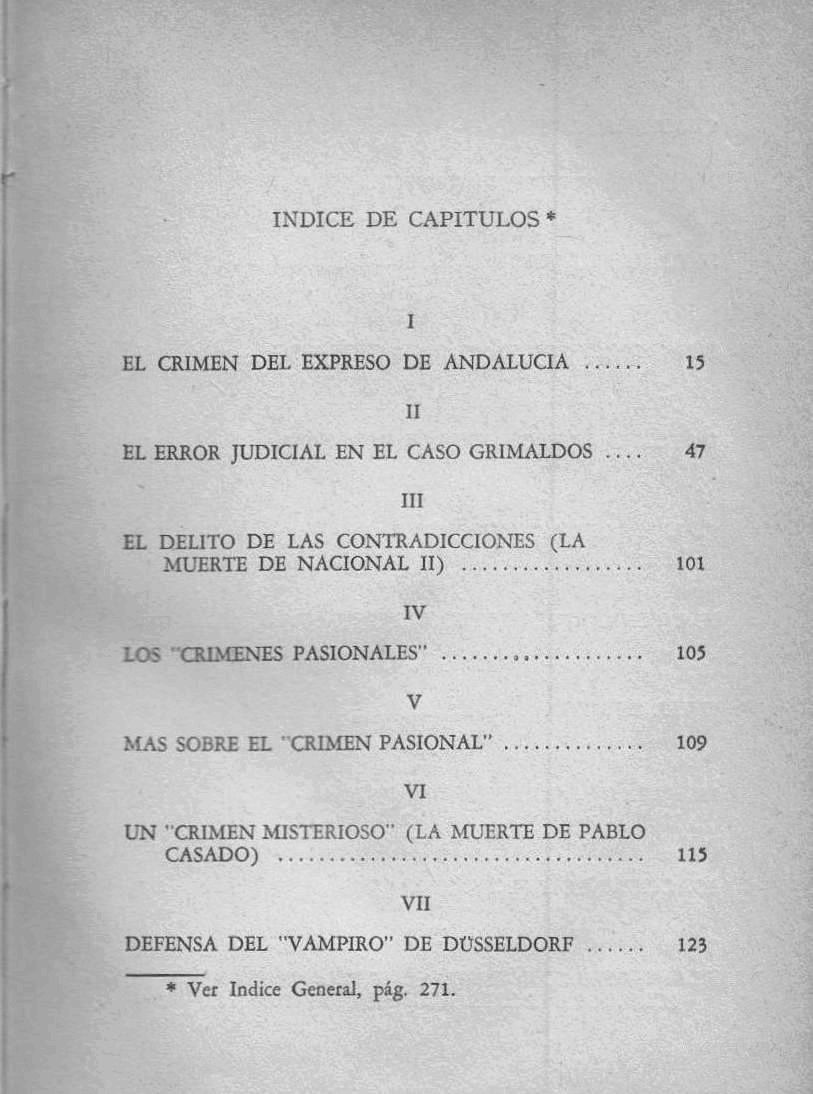 INDICE DE CAPITULOS *
I
EL CRIMEN DEL EXPRESO DE ANDALUCIA ...... 15
II
EL ERROR JUDICIAL EN EL CASO GRIMALDOS .... 47
III
EL DELITO DE LAS CONTRADICCIONES (LA
MUERTE DE NACIONAL II) .................. 101
IV
LOS "CRIMENES PASIONALES" .................... 105
V
MAS SOBRE EL "CRIMEN PASIONAL" .............. 109
VI
UN "CRIMEN MISTERIOSO" (LA MUERTE DE PABLO
CASADO) .................................... 115
VII
DEFENSA DEL "VAMPIRO" DE DÜSSELDORF ...... 123
* Ver Indice General, pág. 271.